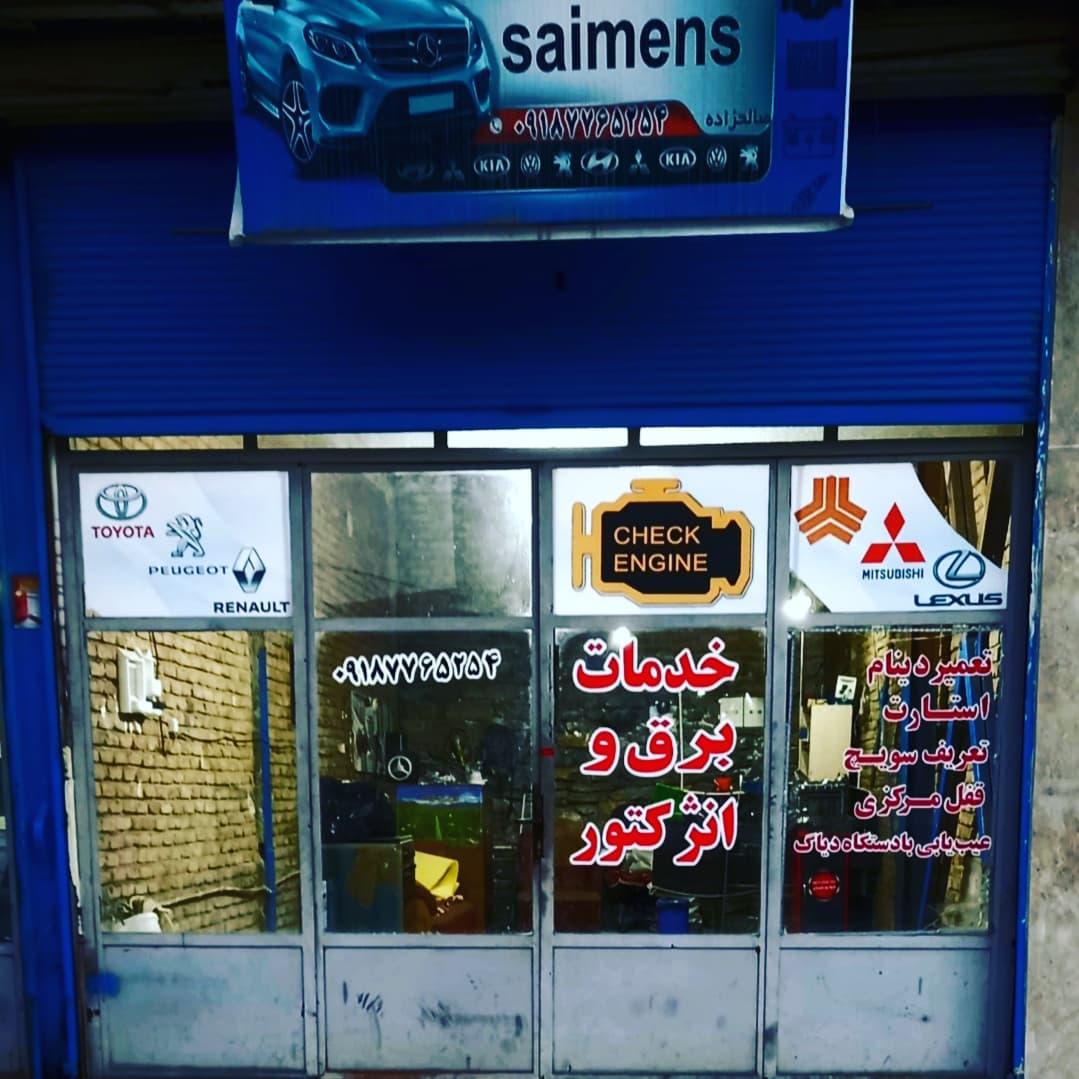 saimens
۰۹۱۸۷۷۶۵۲۵۴ صالحزاده
KIA KIA
TOYOTA
PEUGEOT
RENAULT
CHECK
ENGINE
MITSUBISHI
LEXUS
۰۹۱۸۷۷۶۵۲۵۴
خدمات
برق و
انژکتور
تعمیر دینام
استارت
تعریف سویچ
قفل مرکزی
عیب‌یابی با دستگاه دیاگ